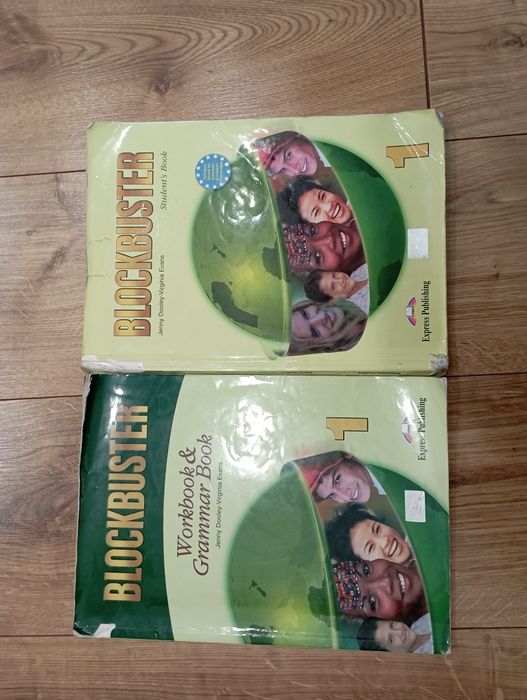 BLOCKBUSTER
Student's Book
Jenny Dooley-Virginia Evans
1
Express Publishing
BLOCKBUSTER
Workbook &
Grammar Book
Jenny Dooley-Virginia Evans
1
Express Publishing